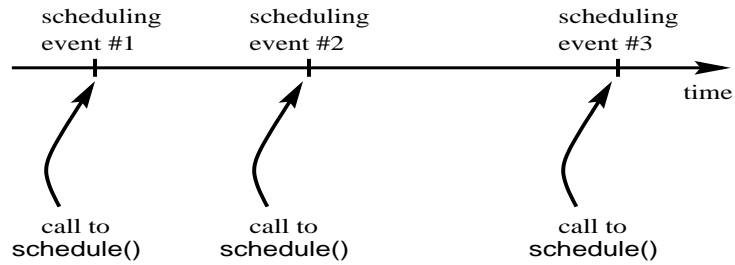 scheduling
event #1
scheduling
event #2
scheduling
event #3
time
call to
schedule()
call to
schedule()
call to
schedule()